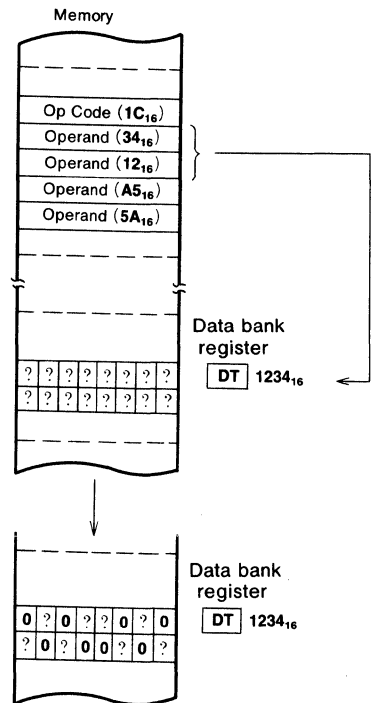 Memory
Op Code (1C₁₆)
Operand (34₁₆)
Operand (12₁₆)
Operand (A5₁₆)
Operand (5A₁₆)
Data bank
register
? ? ? ? ? ? ? ?
DT 1234₁₆
? ? ? ? ? ? ? ?
Data bank
register
0 ? 0 ? ? 0 ? 0
DT 1234₁₆
? 0 ? 0 0 ? 0 ?